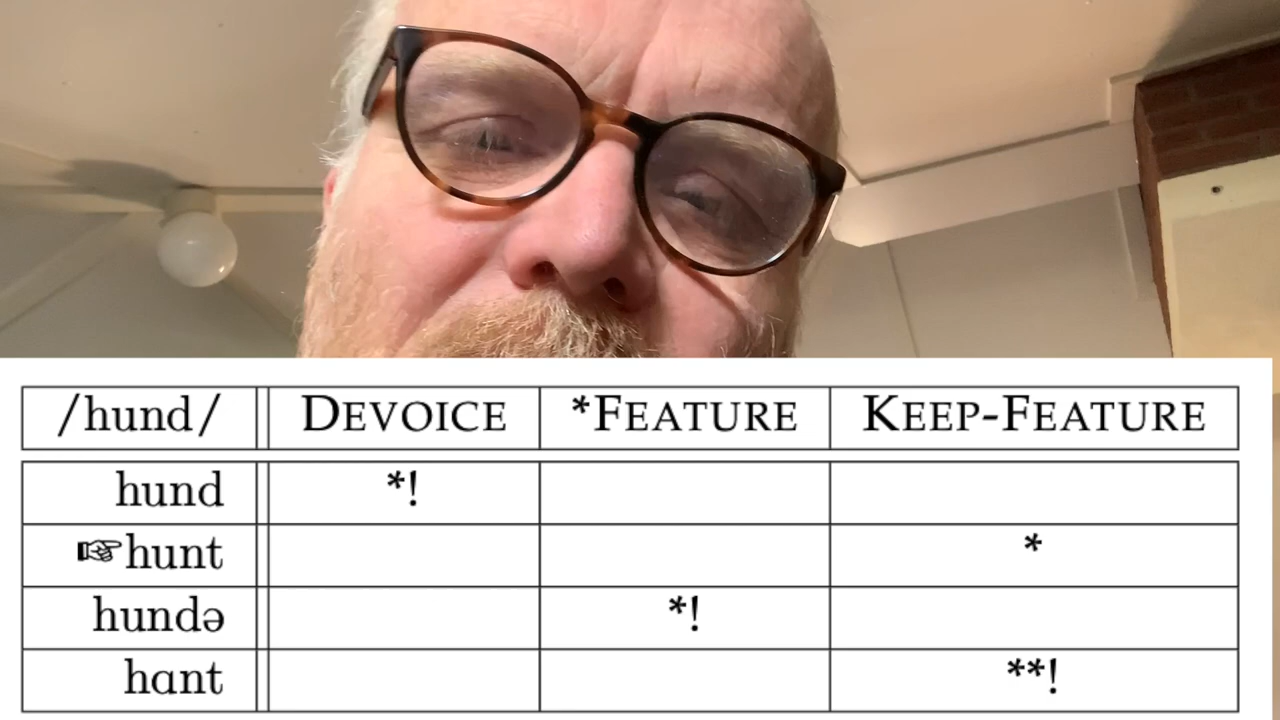 /hund/ DEVOICE *FEATURE KEEP-FEATURE
hund *!
☞hunt *
hundə *!
hɑnt **!